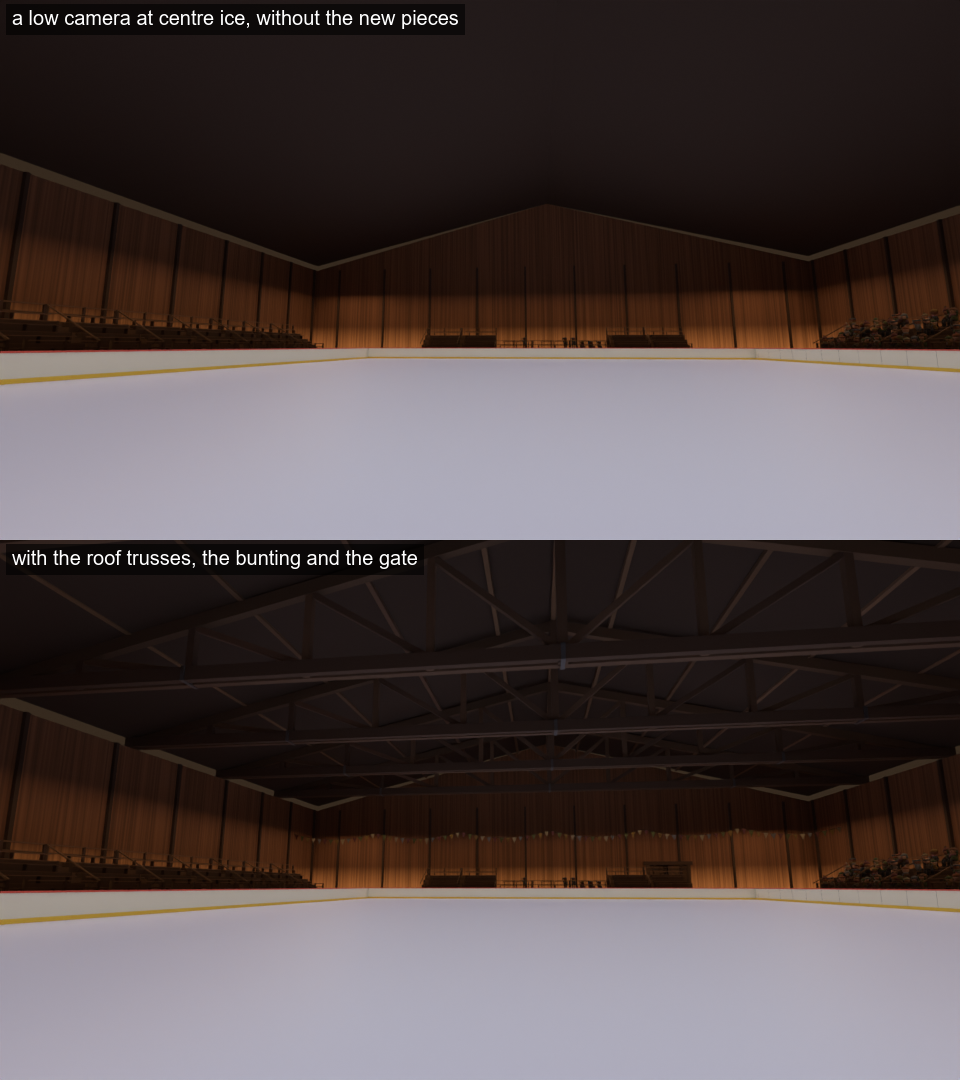 a low camera at centre ice, without the new pieces
with the roof trusses, the bunting and the gate